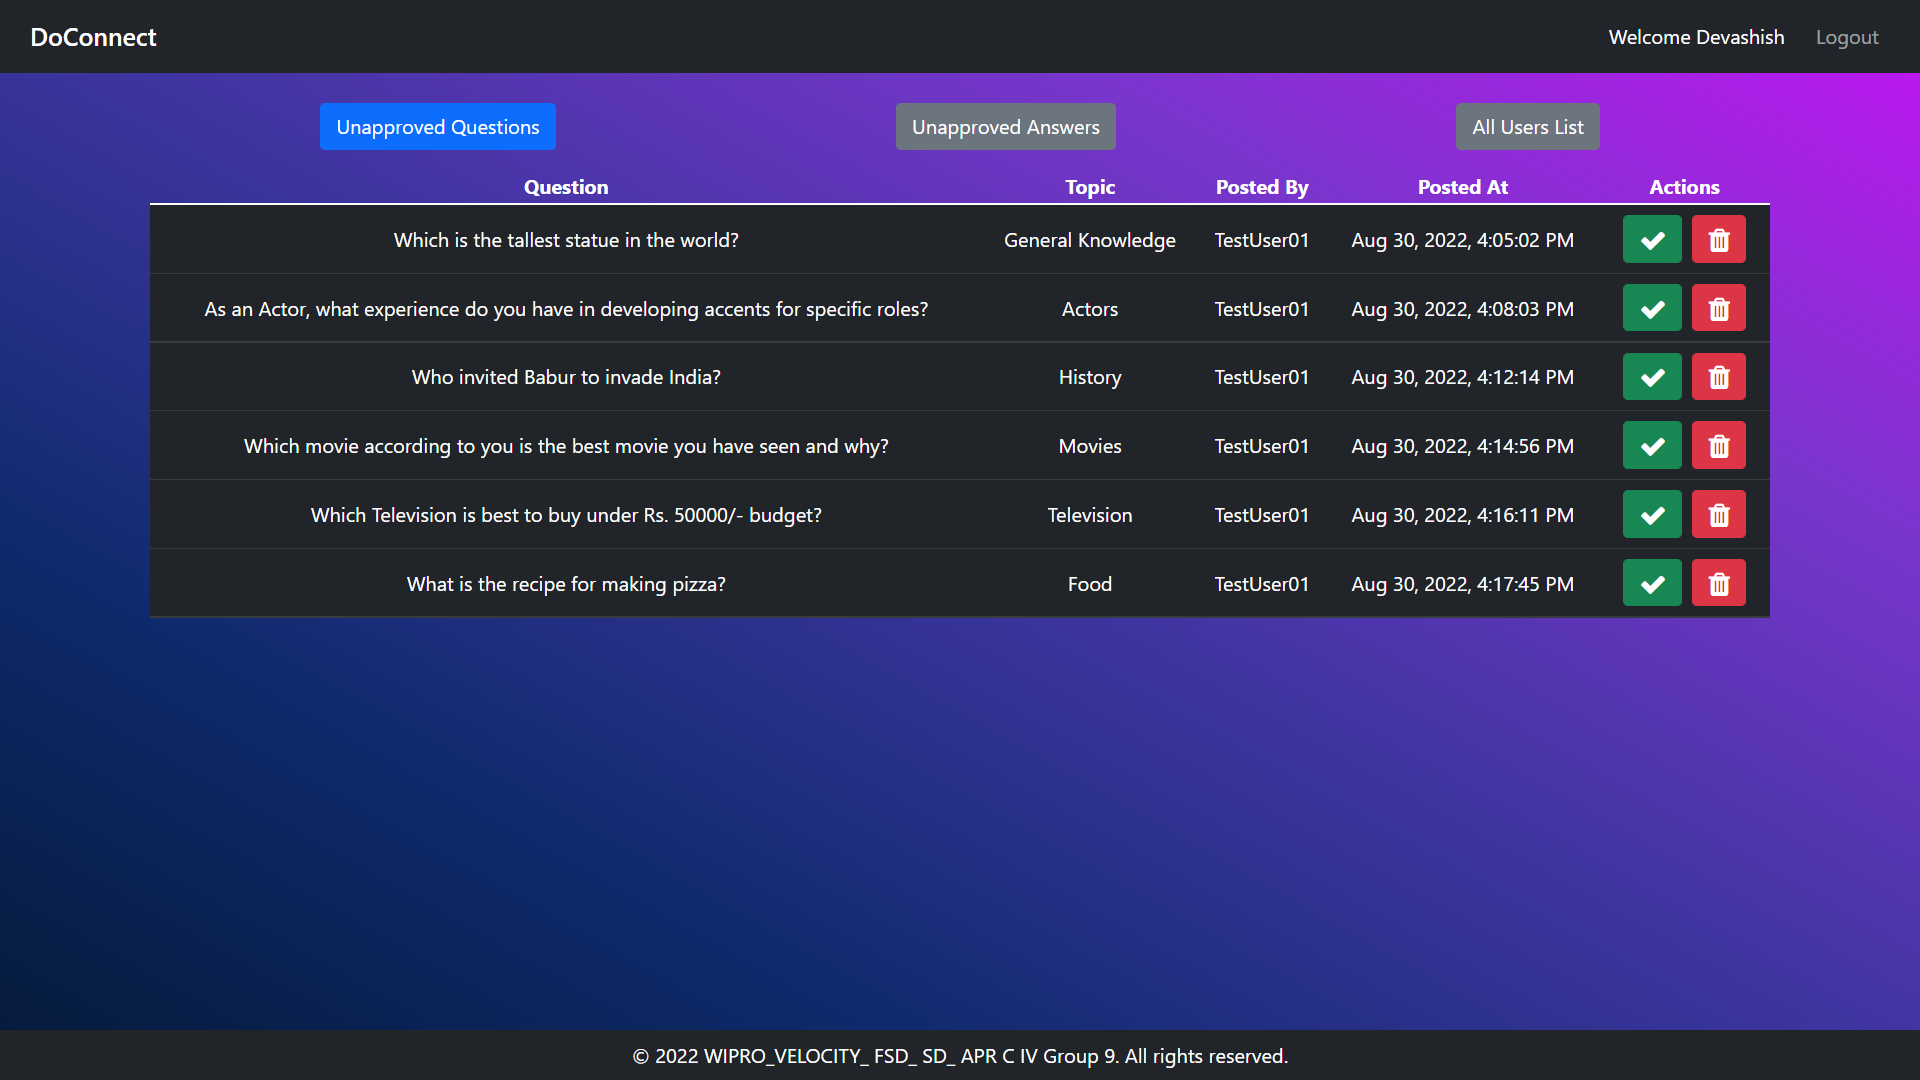 DoConnect Welcome Devashish Logout
Unapproved Questions Unapproved Answers All Users List
Question Topic Posted By Posted At Actions
Which is the tallest statue in the world? General Knowledge TestUser01 Aug 30, 2022, 4:05:02 PM
As an Actor, what experience do you have in developing accents for specific roles? Actors TestUser01 Aug 30, 2022, 4:08:03 PM
Who invited Babur to invade India? History TestUser01 Aug 30, 2022, 4:12:14 PM
Which movie according to you is the best movie you have seen and why? Movies TestUser01 Aug 30, 2022, 4:14:56 PM
Which Television is best to buy under Rs. 50000/- budget? Television TestUser01 Aug 30, 2022, 4:16:11 PM
What is the recipe for making pizza? Food TestUser01 Aug 30, 2022, 4:17:45 PM
© 2022 WIPRO_VELOCITY_ FSD_ SD_ APR C IV Group 9. All rights reserved.